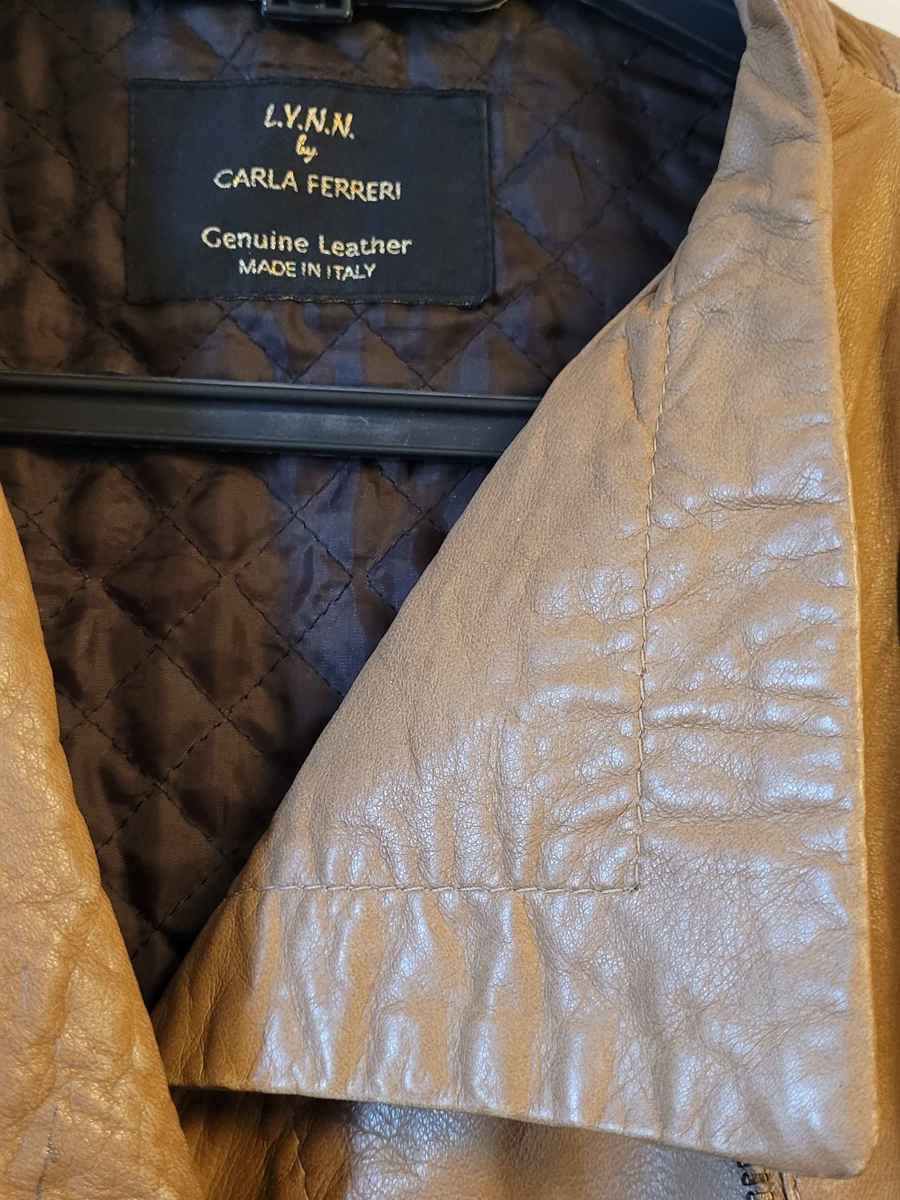 L.Y.N.N.
by
CARLA FERRERI
Genuine Leather
MADE IN ITALY